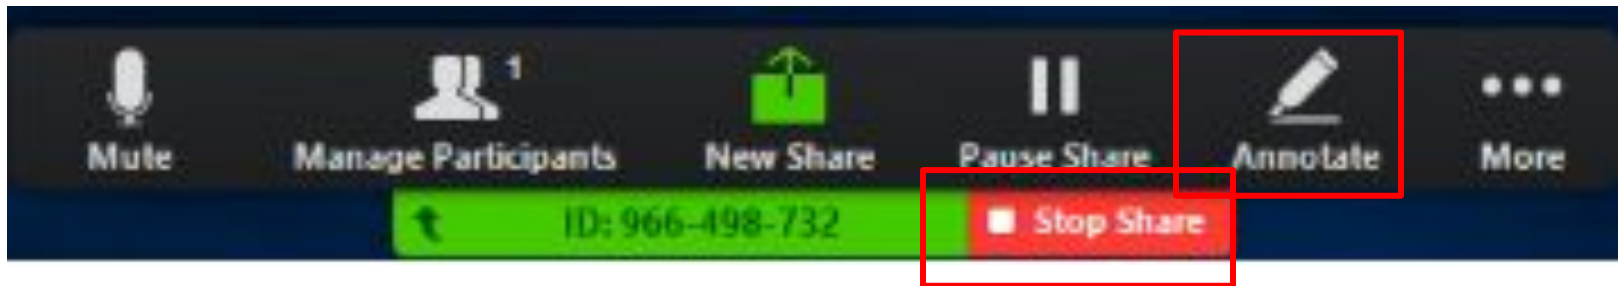 1
Mute Manage Participants New Share Pause Share Annotate More
ID: 966-498-732 Stop Share